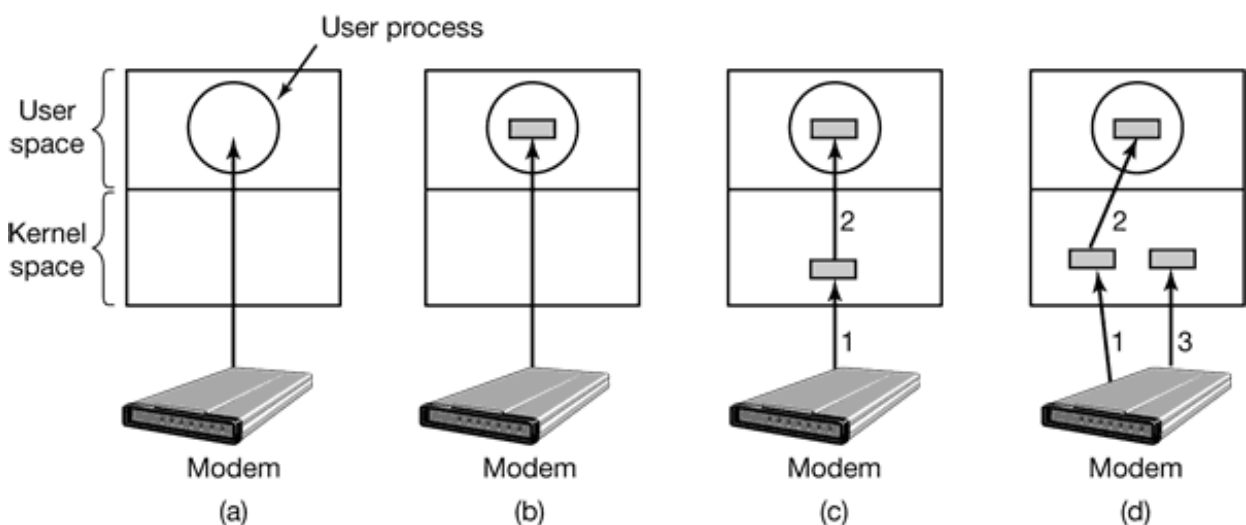 User process
User
space
Kernel
space
2
1
2
1
3
Modem
Modem
Modem
Modem
(a)
(b)
(c)
(d)